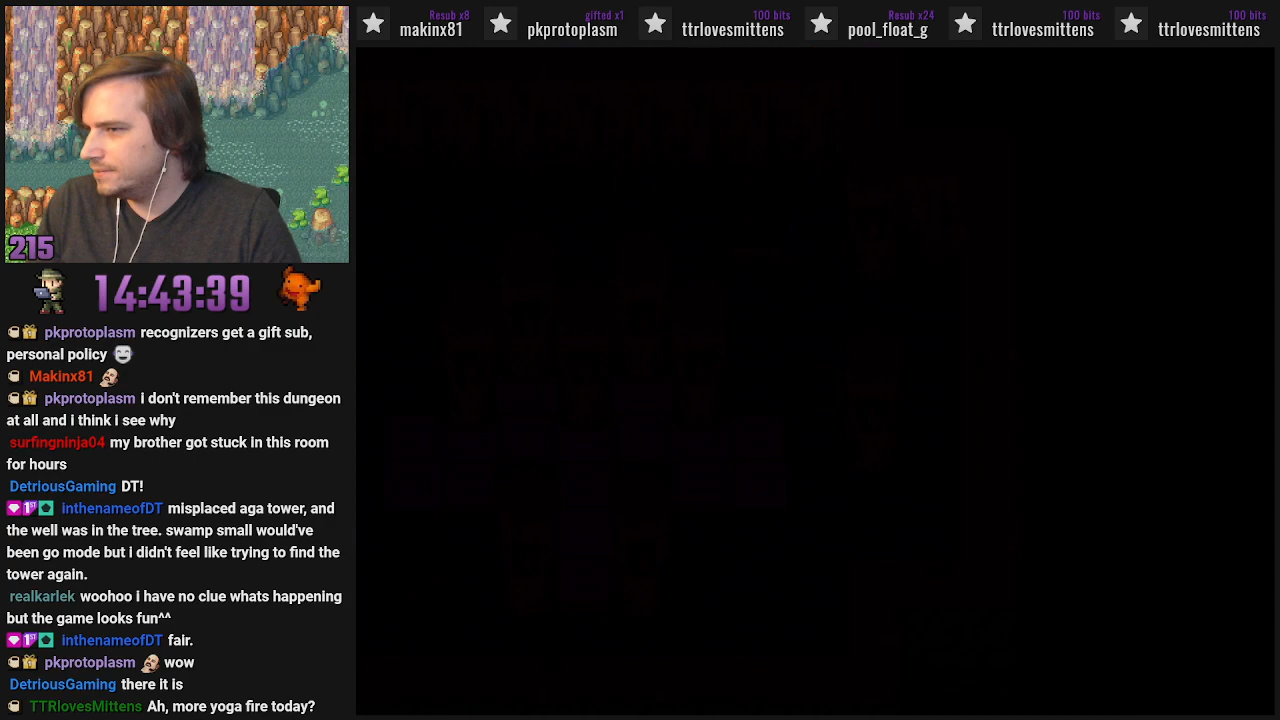 Resub x8
makinx81
gifted x1
pkprotoplasm
100 bits
ttrlovesmittens
Resub x24
pool_float_g
100 bits
ttrlovesmittens
100 bits
ttrlovesmittens
215
14:43:39
pkprotoplasm recognizers get a gift sub,
personal policy
Makinx81
pkprotoplasm i don't remember this dungeon
at all and i think i see why
surfingninja04 my brother got stuck in this room
for hours
DetriousGaming DT!
1ST inthenameofDT misplaced aga tower, and
the well was in the tree. swamp small would've
been go mode but i didn't feel like trying to find the
tower again.
realkarlek woohoo i have no clue whats happening
but the game looks fun^^
1ST inthenameofDT fair.
pkprotoplasm wow
DetriousGaming there it is
TTRlovesMittens Ah, more yoga fire today?